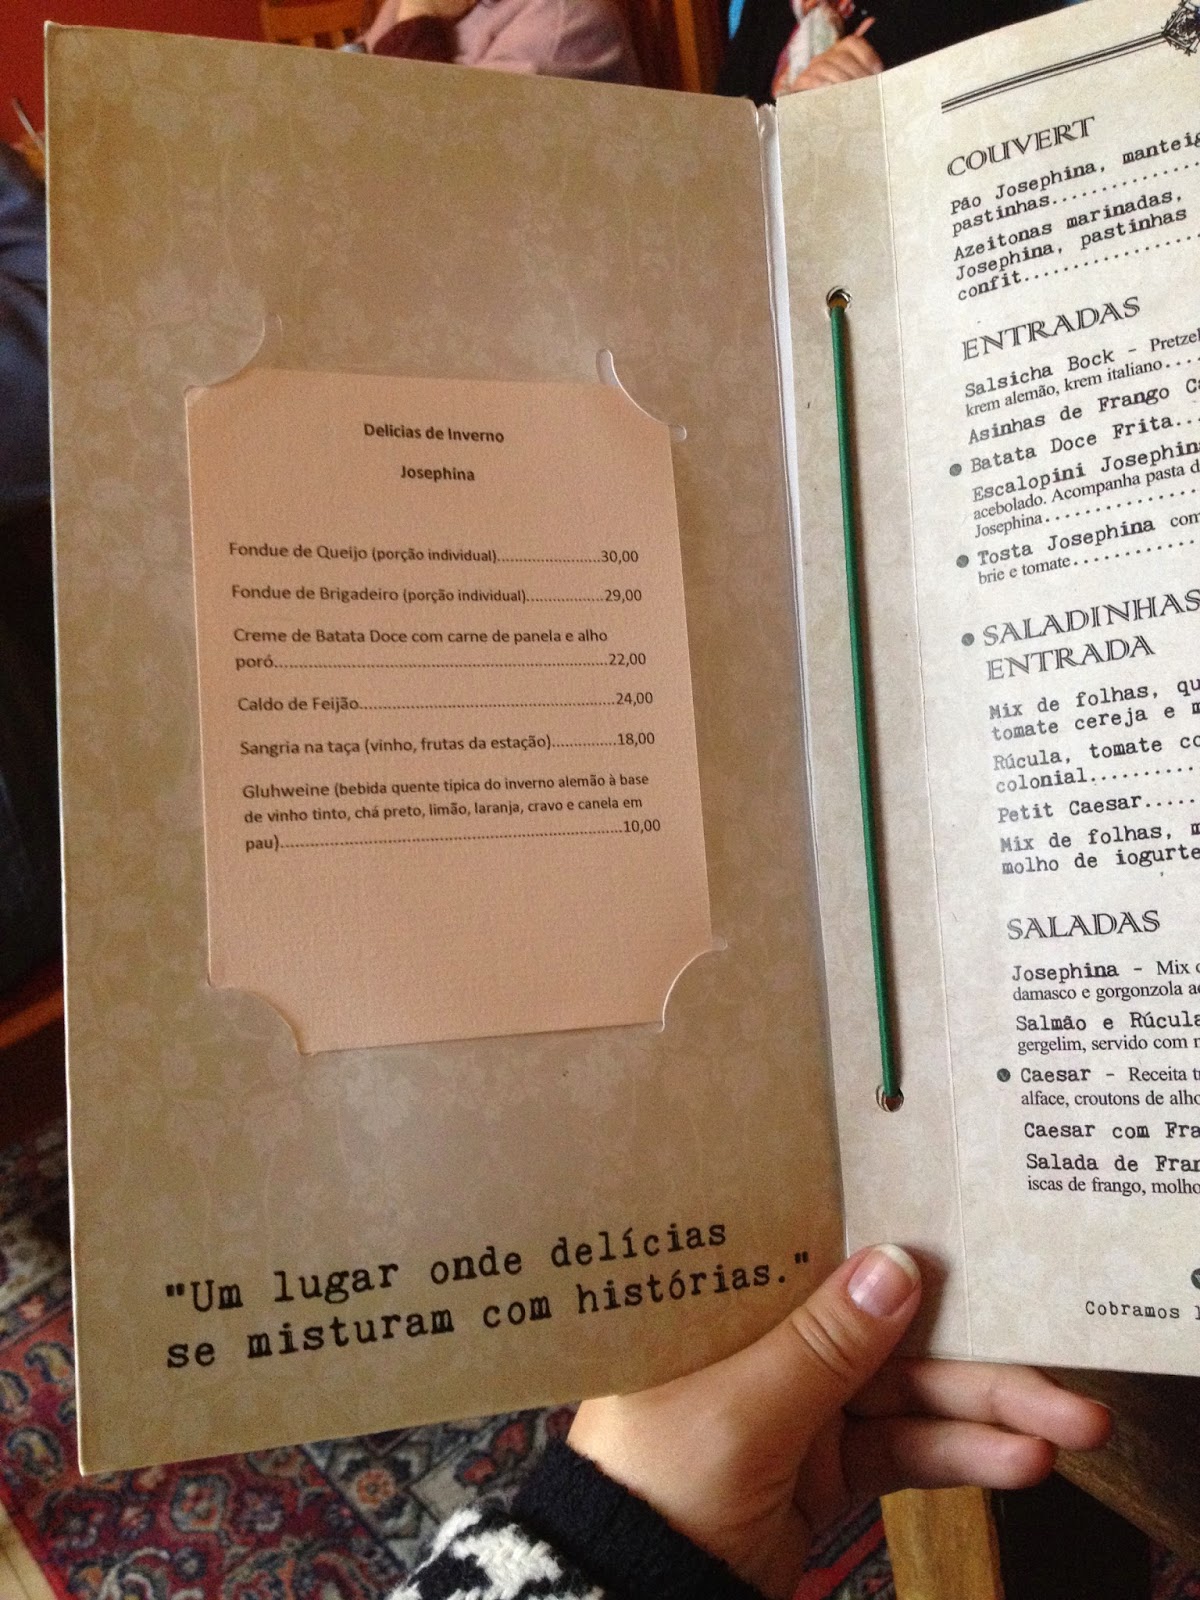 Delicias de Inverno
Josephina
Fondue de Queijo (porção individual)..........................30,00
Fondue de Brigadeiro (porção individual)...................29,00
Creme de Batata Doce com carne de panela e alho
poró................................................................................22,00
Caldo de Feijão..............................................................24,00
Sangria na taça (vinho, frutas da estação)...............18,00
Gluhweine (bebida quente tipica do inverno alemão à base
de vinho tinto, chá preto, limão, laranja, cravo e canela em
pau)..................................................................................10,00
"Um lugar onde delícias
se misturam com histórias."
COUVERT
Pão Josephina,
pastinhas...............
Azeitonas marinadas,
Josephina, pastinhas
confit..................
ENTRADAS
Salsicha Bock - Pretzel
krem alemão, krem italiano....
Asinhas de Frango
Batata Doce Frita...
Escalopini Josephina
acebolado. Acompanha pasta
Josephina................
Tosta Josephina com
brie e tomate..............
SALADINHAS
ENTRADA
Mix de folhas,
tomate cereja e
Rúcula, tomate
colonial..........
Petit Caesar.....
Mix de folhas,
molho de iogurte
SALADAS
Josephina - Mix
damasco e gorgonzola
Salmão e Rúcula
gergelim, servido com
Caesar - Receita
alface, croutons de alho
Caesar com
Salada de
iscas de frango, molho
Cobramos